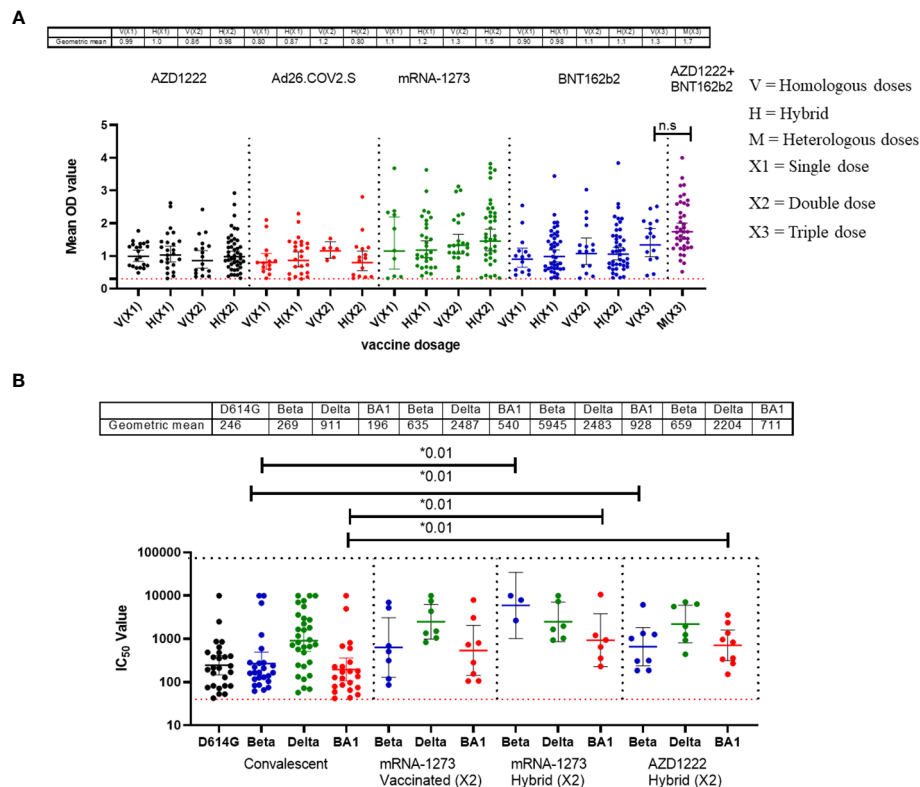 A
V(X1) H(X1) V(X2) H(X2) V(X1) H(X1) V(X2) H(X2) V(X1) H(X1) V(X2) H(X2) V(X1) H(X1) V(X2) H(X2) V(X3) M(X3)
Geometric mean 0.99 1.0 0.86 0.98 0.80 0.87 1.2 0.80 1.1 1.2 1.3 1.5 0.90 0.98 1.1 1.1 1.3 1.7
AZD1222 Ad26.COV2.S mRNA-1273 BNT162b2 AZD1222+
BNT162b2
V = Homologous doses
H = Hybrid
M = Heterologous doses
X1 = Single dose
X2 = Double dose
X3 = Triple dose
n.s
Mean OD value
5
4
3
2
1
0
V(X1) H(X1) V(X2) H(X2) V(X1) H(X1) V(X2) H(X2) V(X1) H(X1) V(X2) H(X2) V(X1) H(X1) V(X2) H(X2) V(X3) M(X3)
vaccine dosage
B
D614G Beta Delta BA1 Beta Delta BA1 Beta Delta BA1 Beta Delta BA1
Geometric mean 246 269 911 196 635 2487 540 5945 2483 928 659 2204 711
*0.01
*0.01
*0.01
*0.01
IC50 Value
100000
10000
1000
100
10
D614G Beta Delta BA1 Beta Delta BA1 Beta Delta BA1 Beta Delta BA1
Convalescent mRNA-1273 mRNA-1273 AZD1222
Vaccinated (X2) Hybrid (X2) Hybrid (X2)